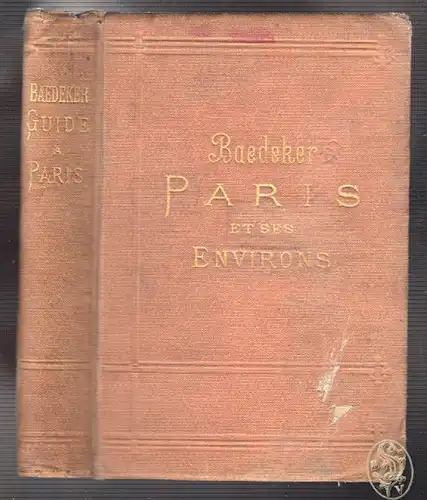 BAEDEKER
GUIDE
A
PARIS
Baedeker
PARIS
ET SES
ENVIRONS